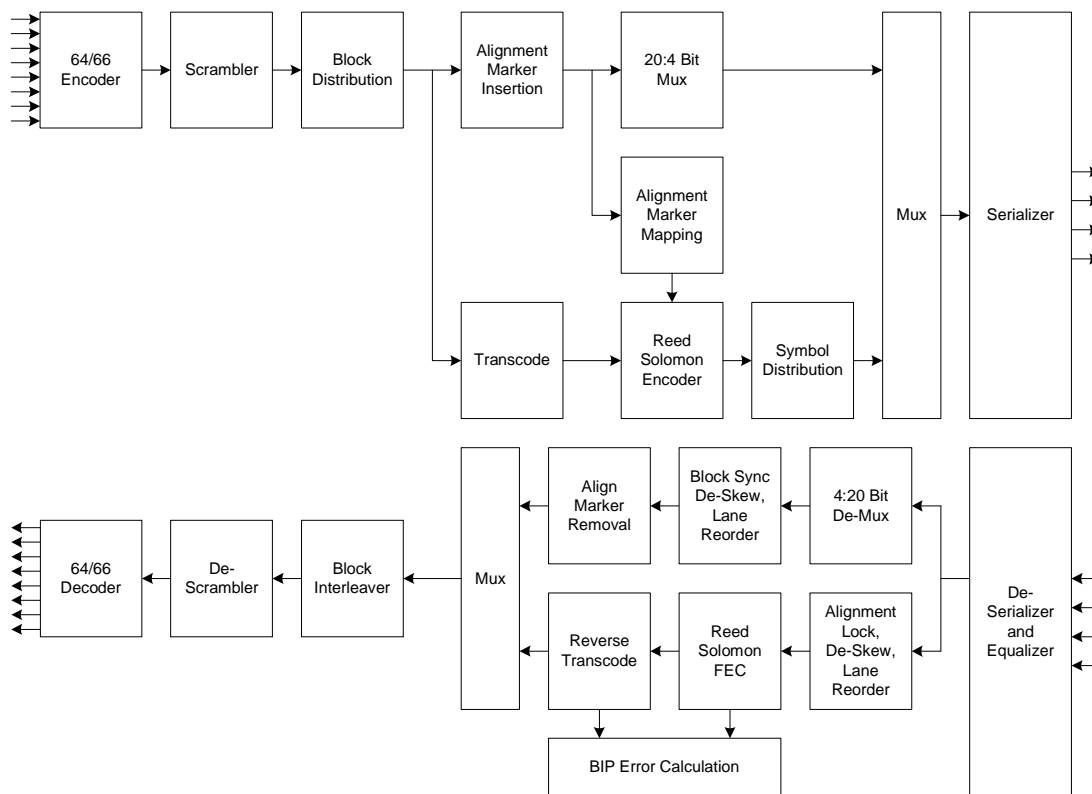 64/66
Encoder
Scrambler
Block
Distribution
Alignment
Marker
Insertion
20:4 Bit
Mux
Alignment
Marker
Mapping
Mux
Serializer
Transcode
Reed
Solomon
Encoder
Symbol
Distribution
64/66
Decoder
De-
Scrambler
Block
Interleaver
Mux
Align
Marker
Removal
Block Sync
De-Skew,
Lane
Reorder
4:20 Bit
De-Mux
Reverse
Transcode
Reed
Solomon
FEC
Alignment
Lock,
De-Skew,
Lane
Reorder
De-
Serializer
and
Equalizer
BIP Error Calculation